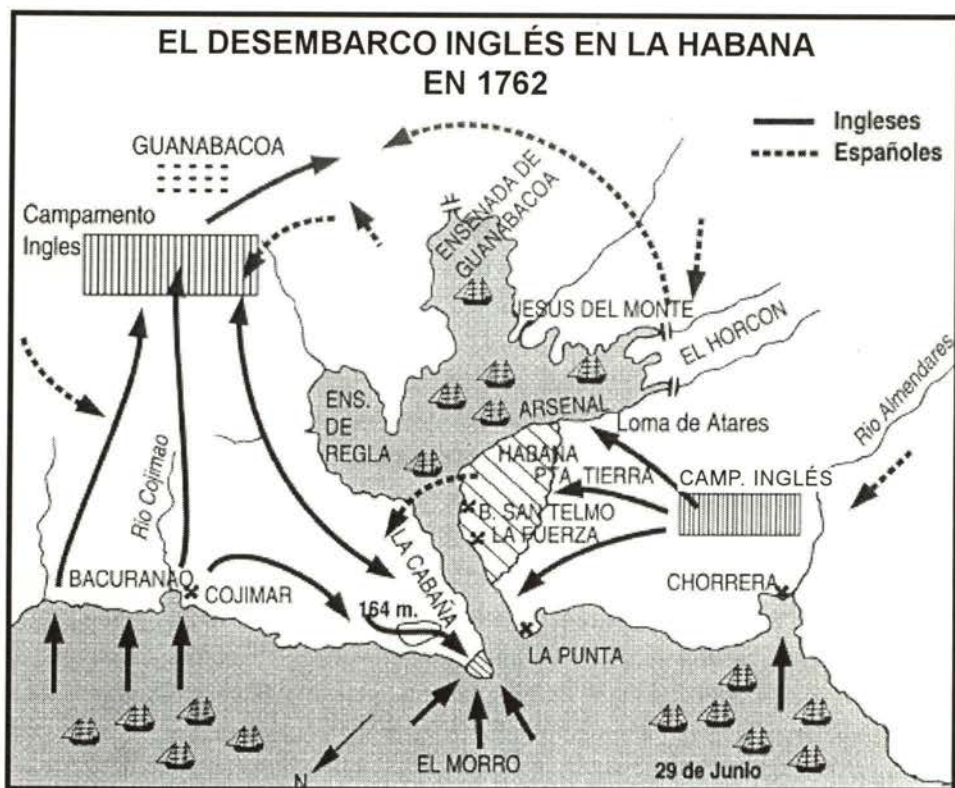 EL DESEMBARCO INGLÉS EN LA HABANA
EN 1762
Ingleses
Españoles
GUANABACOA
Campamento
Ingles
ENSENADA DE
GUANABACOA
JESUS DEL MONTE
EL HORCON
Rio Almendares
ENS.
DE
REGLA
ARSENAL
Loma de Atares
HABANA
PTA. TIERRA
CAMP. INGLÉS
B. SAN TELMO
LA FUERZA
Rio Cojimao
LA CABAÑA
BACURANAO
COJIMAR
164 m.
CHORRERA
LA PUNTA
EL MORRO
29 de Junio
N